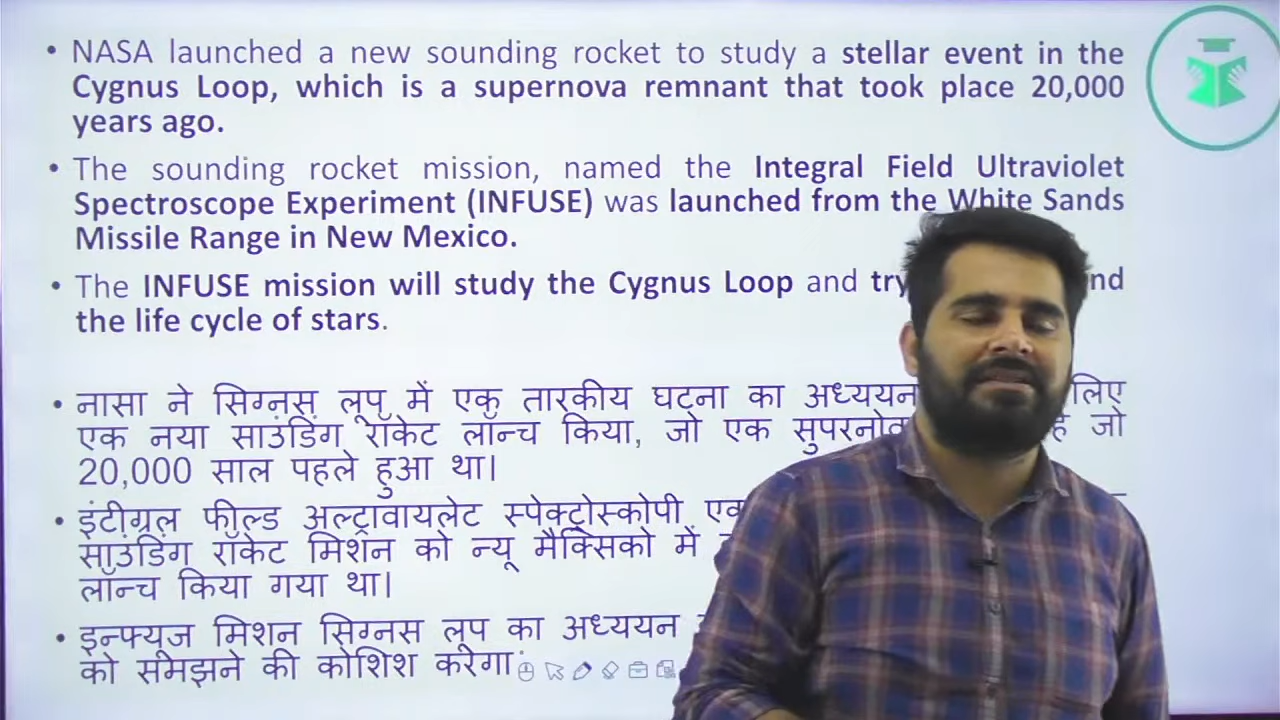 • NASA launched a new sounding rocket to study a stellar event in the
Cygnus Loop, which is a supernova remnant that took place 20,000
years ago.
• The sounding rocket mission, named the Integral Field Ultraviolet
Spectroscope Experiment (INFUSE) was launched from the White Sands
Missile Range in New Mexico.
• The INFUSE mission will study the Cygnus Loop and try
the life cycle of stars.
• नासा ने सिग्नस लूप में एक तारकीय घटना का अध्ययन लिए
एक नया साउंडिंग रॉकेट लॉन्च किया, जो एक है जो
20,000 साल पहले हुआ था।
• इंटीग्रल फील्ड अल्ट्रावायलेट स्पेक्ट्रोस्कोपी
साउंडिंग रॉकेट मिशन को न्यू मैक्सिको में
लॉन्च किया गया था।
• इन्फ्यूज मिशन सिग्नस लूप का अध्ययन
को समझने की कोशिश करेगा